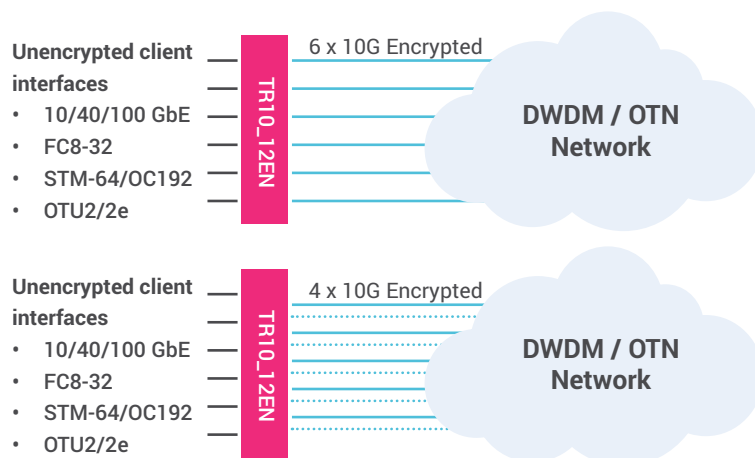 Unencrypted client
interfaces
• 10/40/100 GbE
• FC8-32
• STM-64/OC192
• OTU2/2e
TR10_12EN
6 x 10G Encrypted
DWDM / OTN
Network
Unencrypted client
interfaces
• 10/40/100 GbE
• FC8-32
• STM-64/OC192
• OTU2/2e
TR10_12EN
4 x 10G Encrypted
DWDM / OTN
Network